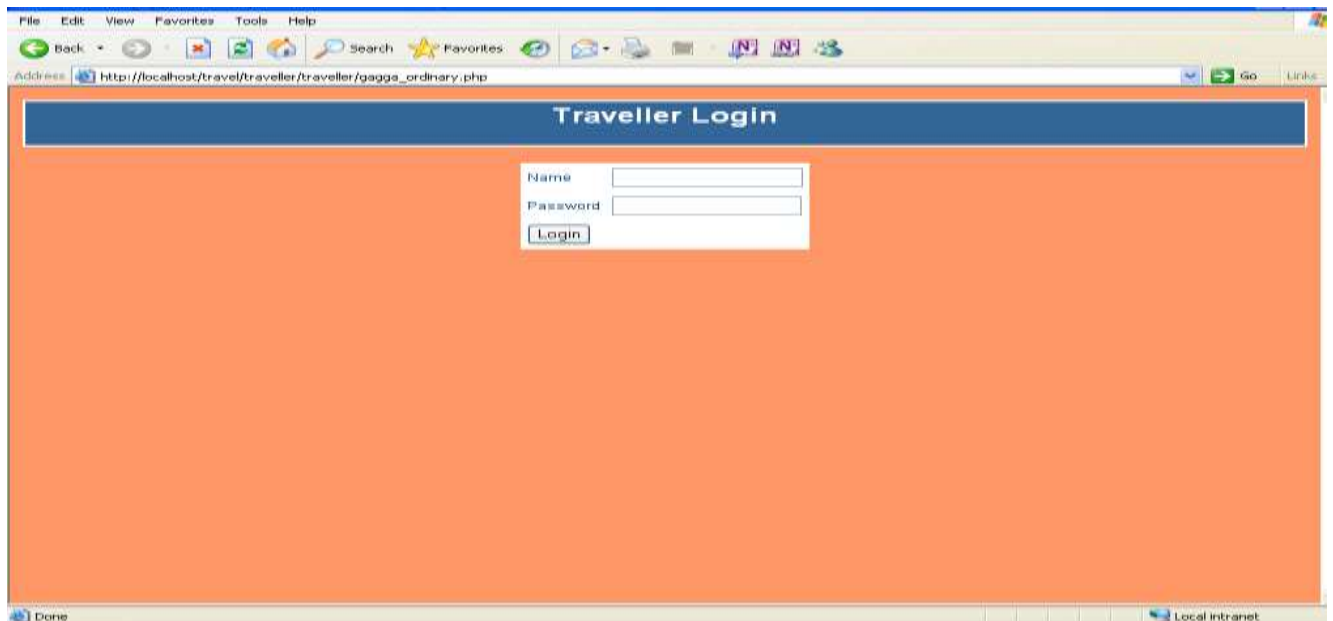 File Edit View Favorites Tools Help
Back Search Favorites
Address http://localhost/travel/traveller/traveller/gagga_ordinary.php Go Links
Traveller Login
Name
Password
Login
Done Local intranet